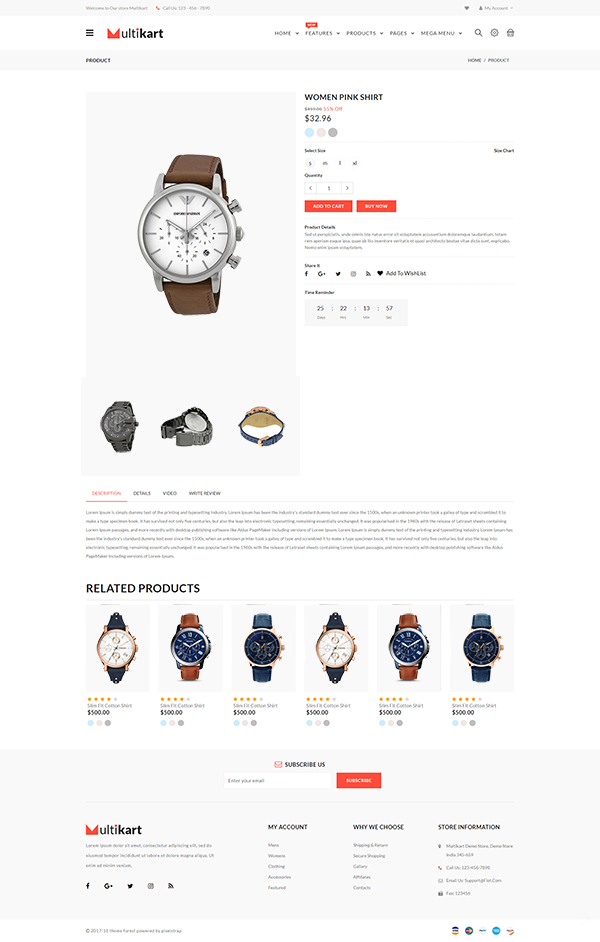 Welcome to Our store Multikart
Call Us: 123 - 456 - 7890
My Account
Multikart
HOME
NEW
FEATURES
PRODUCTS
PAGES
MEGA MENU
PRODUCT
HOME / PRODUCT
EMPORIO ARMANI
WOMEN PINK SHIRT
$459.00 55% Off
$32.96
Select Size
Size Chart
s m l xl
Quantity
1
ADD TO CART
BUY NOW
Product Details
Sed ut perspiciatis, unde omnis iste natus error sit voluptatem accusantium doloremque laudantium, totam
rem aperiam eaque ipsa, quae ab illo inventore veritatis et quasi architecto beatae vitae dicta sunt, explicabo.
Nemo enim ipsam voluptatem,
Share It
Add To WishList
Time Reminder
25 : 22 : 13 : 57
Days Hrs Min Sec
DESCRIPTION
DETAILS
VIDEO
WRITE REVIEW
Lorem Ipsum is simply dummy text of the printing and typesetting industry. Lorem Ipsum has been the industry's standard dummy text ever since the 1500s, when an unknown printer took a galley of type and scrambled it to
make a type specimen book. It has survived not only five centuries, but also the leap into electronic typesetting, remaining essentially unchanged. It was popularised in the 1960s with the release of Letraset sheets containing
Lorem Ipsum passages, and more recently with desktop publishing software like Aldus PageMaker including versions of Lorem Ipsum. Lorem Ipsum has
been the industry's standard dummy text ever since the 1500s, when an unknown printer took a galley of type and scrambled it to make a type specimen book. It has survived not only five centuries, but also the leap into
electronic typesetting, remaining essentially unchanged. It was popularised in the 1960s with the release of Letraset sheets containing Lorem Ipsum passages, and more recently with desktop publishing software like Aldus
PageMaker including versions of Lorem Ipsum.
RELATED PRODUCTS
Slim Fit Cotton Shirt
$500.00
Slim Fit Cotton Shirt
$500.00
Slim Fit Cotton Shirt
$500.00
Slim Fit Cotton Shirt
$500.00
Slim Fit Cotton Shirt
$500.00
Slim Fit Cotton Shirt
$500.00
SUBSCRIBE US
Enter your email
SUBSCRIBE
Multikart
Lorem ipsum dolor sit amet, consectetur adipiscing elit, sed do
eiusmod tempor incididunt ut labore et dolore magna aliqua. Ut
enim ad minim veniam,
MY ACCOUNT
Mens
Womens
Clothing
Accessories
Featured
WHY WE CHOOSE
Shipping & Return
Secure Shopping
Gallary
Affiliates
Contacts
STORE INFORMATION
Multikart Demo Store, Demo Store
India 345-659
Call Us: 123-456-7898
Email Us: Support@Fiot.Com
Fax: 123456
© 2017-18 theme forest powered by pixelstrap